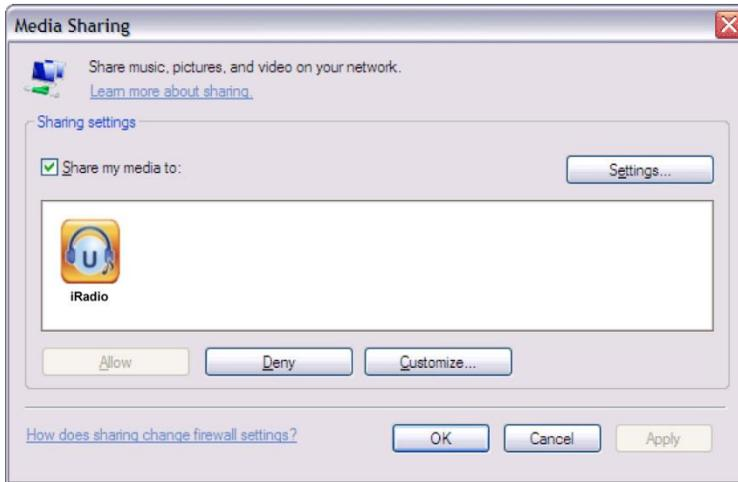 Media Sharing
Share music, pictures, and video on your network.
Learn more about sharing.
Sharing settings
Share my media to:
Settings...
U
iRadio
Allow
Deny
Customize...
How does sharing change firewall settings?
OK
Cancel
Apply